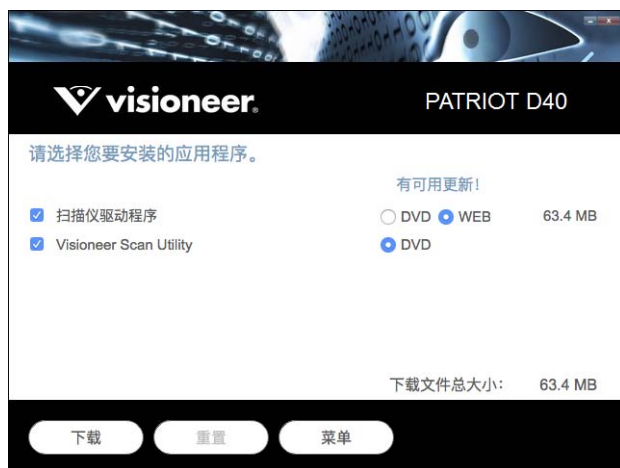 visioneer.
PATRIOT D40
请选择您要安装的应用程序。
有可用更新!
扫描仪驱动程序 DVD WEB 63.4 MB
Visioneer Scan Utility DVD
下载文件总大小: 63.4 MB
下载 重置 菜单